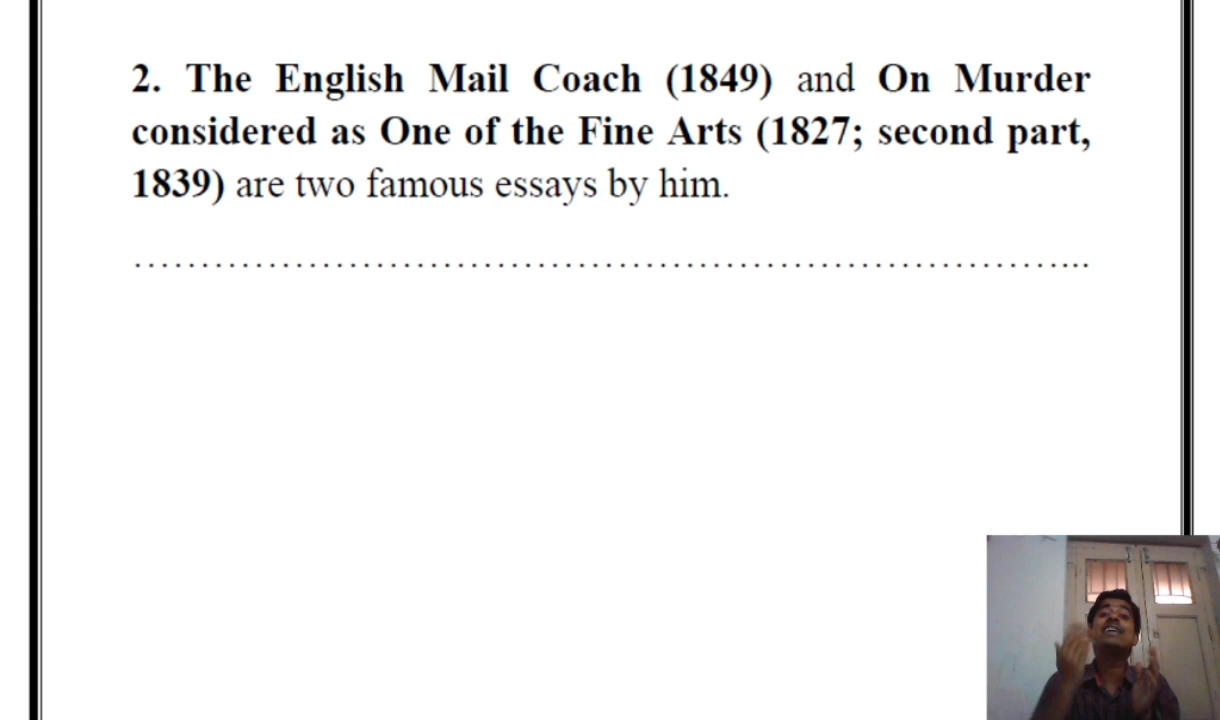 2. The English Mail Coach (1849) and On Murder
considered as One of the Fine Arts (1827; second part,
1839) are two famous essays by him.
……………………………………………………………..